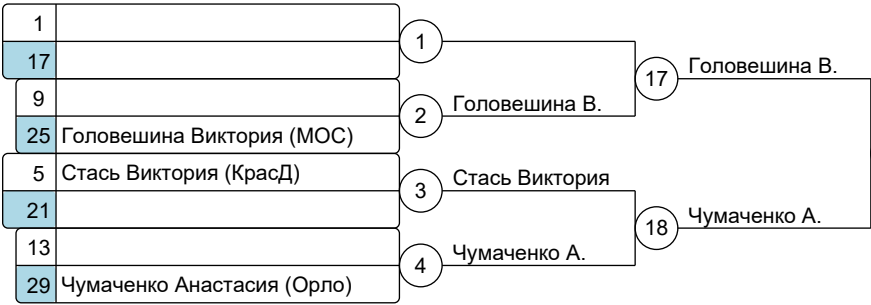 1
17
1
9
25 Головешина Виктория (МОС)
2 Головешина В.
17 Головешина В.
5 Стась Виктория (КрасД)
21
3 Стась Виктория
13
29 Чумаченко Анастасия (Орло)
4 Чумаченко А.
18 Чумаченко А.